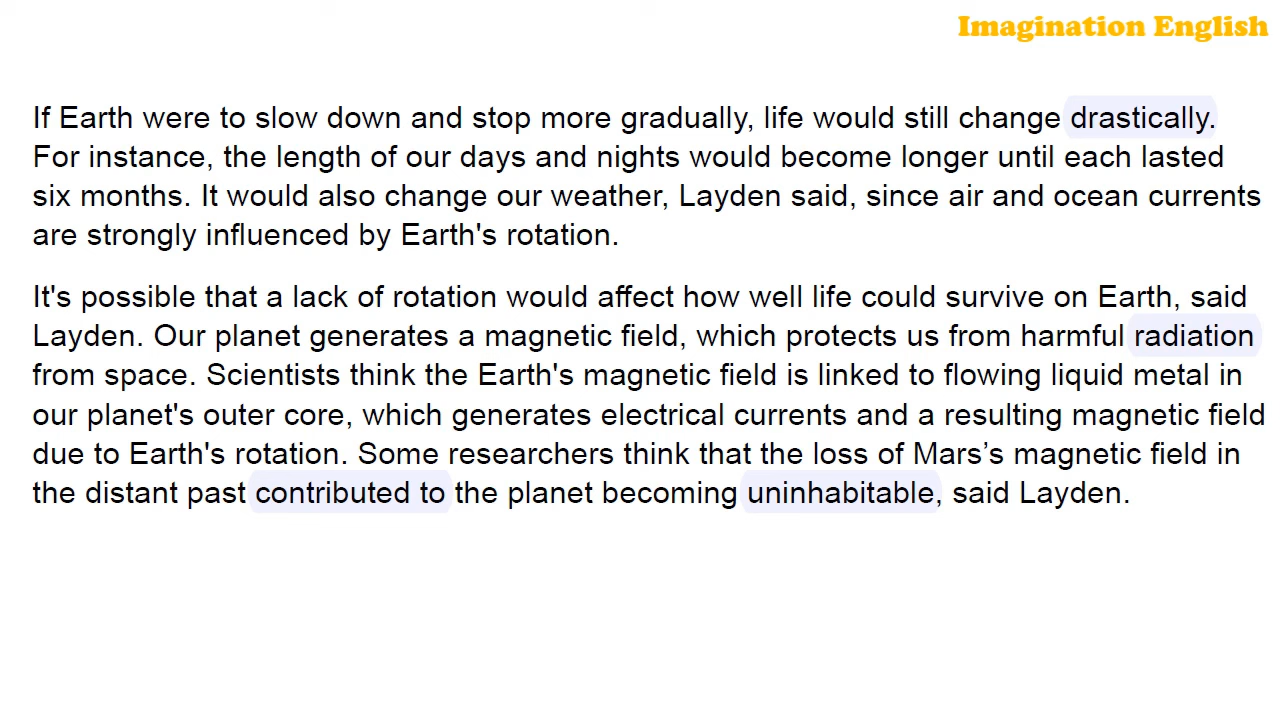 Imagination English
If Earth were to slow down and stop more gradually, life would still change drastically.
For instance, the length of our days and nights would become longer until each lasted
six months. It would also change our weather, Layden said, since air and ocean currents
are strongly influenced by Earth's rotation.
It's possible that a lack of rotation would affect how well life could survive on Earth, said
Layden. Our planet generates a magnetic field, which protects us from harmful radiation
from space. Scientists think the Earth's magnetic field is linked to flowing liquid metal in
our planet's outer core, which generates electrical currents and a resulting magnetic field
due to Earth's rotation. Some researchers think that the loss of Mars’s magnetic field in
the distant past contributed to the planet becoming uninhabitable, said Layden.